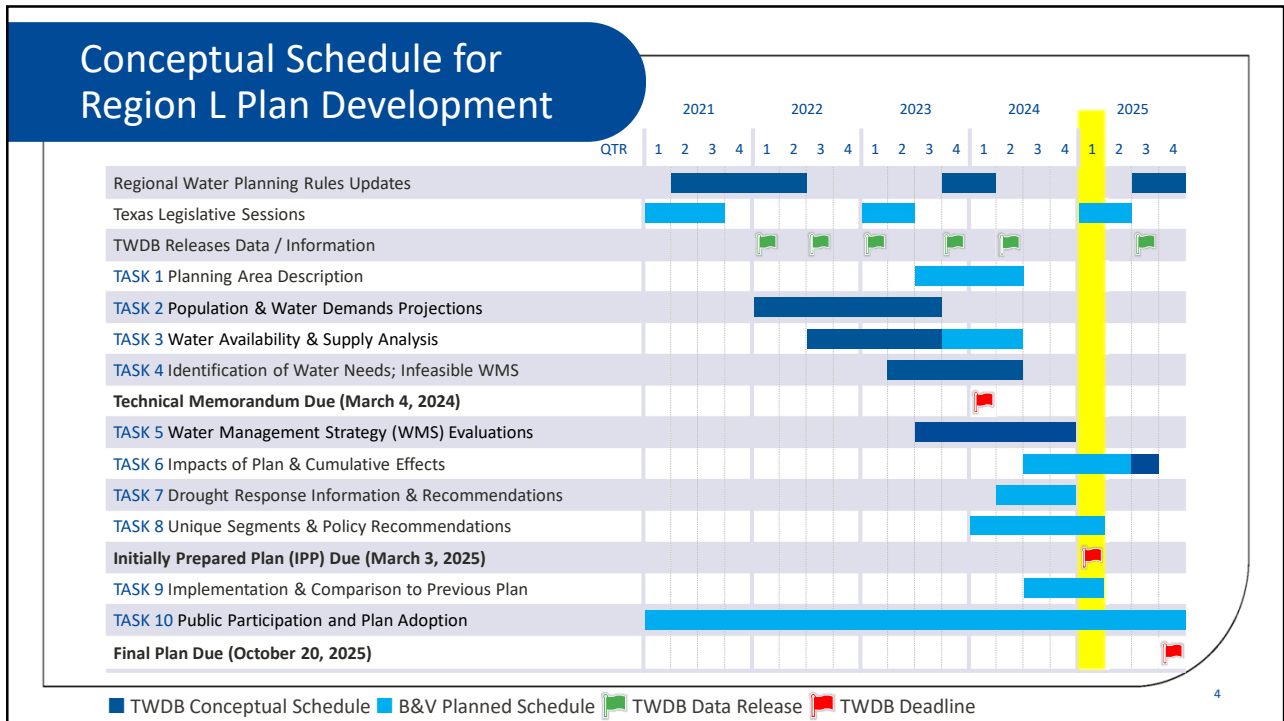 Conceptual Schedule for
Region L Plan Development
2021 2022 2023 2024 2025
QTR 1 2 3 4 1 2 3 4 1 2 3 4 1 2 3 4 1 2 3 4
Regional Water Planning Rules Updates
Texas Legislative Sessions
TWDB Releases Data / Information
TASK 1 Planning Area Description
TASK 2 Population & Water Demands Projections
TASK 3 Water Availability & Supply Analysis
TASK 4 Identification of Water Needs; Infeasible WMS
Technical Memorandum Due (March 4, 2024)
TASK 5 Water Management Strategy (WMS) Evaluations
TASK 6 Impacts of Plan & Cumulative Effects
TASK 7 Drought Response Information & Recommendations
TASK 8 Unique Segments & Policy Recommendations
Initially Prepared Plan (IPP) Due (March 3, 2025)
TASK 9 Implementation & Comparison to Previous Plan
TASK 10 Public Participation and Plan Adoption
Final Plan Due (October 20, 2025)
TWDB Conceptual Schedule B&V Planned Schedule TWDB Data Release TWDB Deadline
4